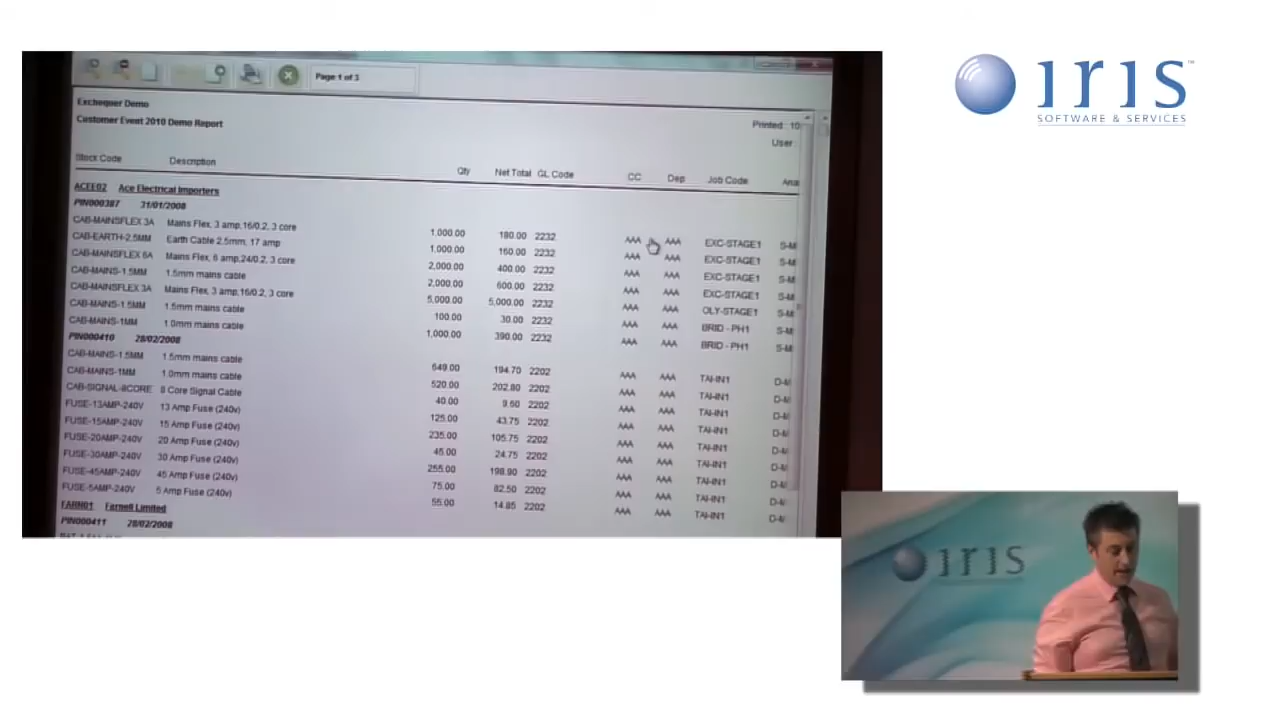 iris™
SOFTWARE & SERVICES
Page 1 of 3
Exchequer Demo
Customer Event 2010 Demo Report
Printed: 10
User
Stock Code Description Qty Net Total GL Code CC Dep Job Code Ana
ACEE02 Ace Electrical Importers
PIN000387 31/01/2008
CAB-MAINSFLEX 3A Mains Flex, 3 amp,16/0.2, 3 core 1,000.00 180.00 2232 AAA AAA EXC-STAGE1 S-M
CAB-EARTH-2.5MM Earth Cable 2.5mm, 17 amp 1,000.00 160.00 2232 AAA AAA EXC-STAGE1 S-M
CAB-MAINSFLEX 6A Mains Flex, 6 amp,24/0.2, 3 core 2,000.00 400.00 2232 AAA AAA EXC-STAGE1 S-M
CAB-MAINS-1.5MM 1.5mm mains cable 2,000.00 600.00 2232 AAA AAA EXC-STAGE1 S-M
CAB-MAINSFLEX 3A Mains Flex, 3 amp,16/0.2, 3 core 5,000.00 5,000.00 2232 AAA AAA OLY-STAGE1 S-M
CAB-MAINS-1.5MM 1.5mm mains cable 100.00 30.00 2232 AAA AAA BRID - PH1 S-M
CAB-MAINS-1MM 1.0mm mains cable 1,000.00 390.00 2232 AAA AAA BRID - PH1 S-M
PIN000410 28/02/2008
CAB-MAINS-1.5MM 1.5mm mains cable 649.00 194.70 2202 AAA AAA TAI-IN1 D-M
CAB-MAINS-1MM 1.0mm mains cable 520.00 202.80 2202 AAA AAA TAI-IN1 D-M
CAB-SIGNAL-8CORE 8 Core Signal Cable 40.00 9.60 2202 AAA AAA TAI-IN1 D-M
FUSE-13AMP-240V 13 Amp Fuse (240v) 125.00 43.75 2202 AAA AAA TAI-IN1 D-M
FUSE-15AMP-240V 15 Amp Fuse (240v) 235.00 105.75 2202 AAA AAA TAI-IN1 D-M
FUSE-20AMP-240V 20 Amp Fuse (240v) 45.00 24.75 2202 AAA AAA TAI-IN1 D-M
FUSE-30AMP-240V 30 Amp Fuse (240v) 255.00 198.90 2202 AAA AAA TAI-IN1 D-M
FUSE-45AMP-240V 45 Amp Fuse (240v) 75.00 82.50 2202 AAA AAA TAI-IN1 D-M
FUSE-5AMP-240V 5 Amp Fuse (240v) 55.00 14.85 2202 AAA AAA TAI-IN1 D-M
FARN01 Farnell Limited
PIN000411 28/02/2008
iris